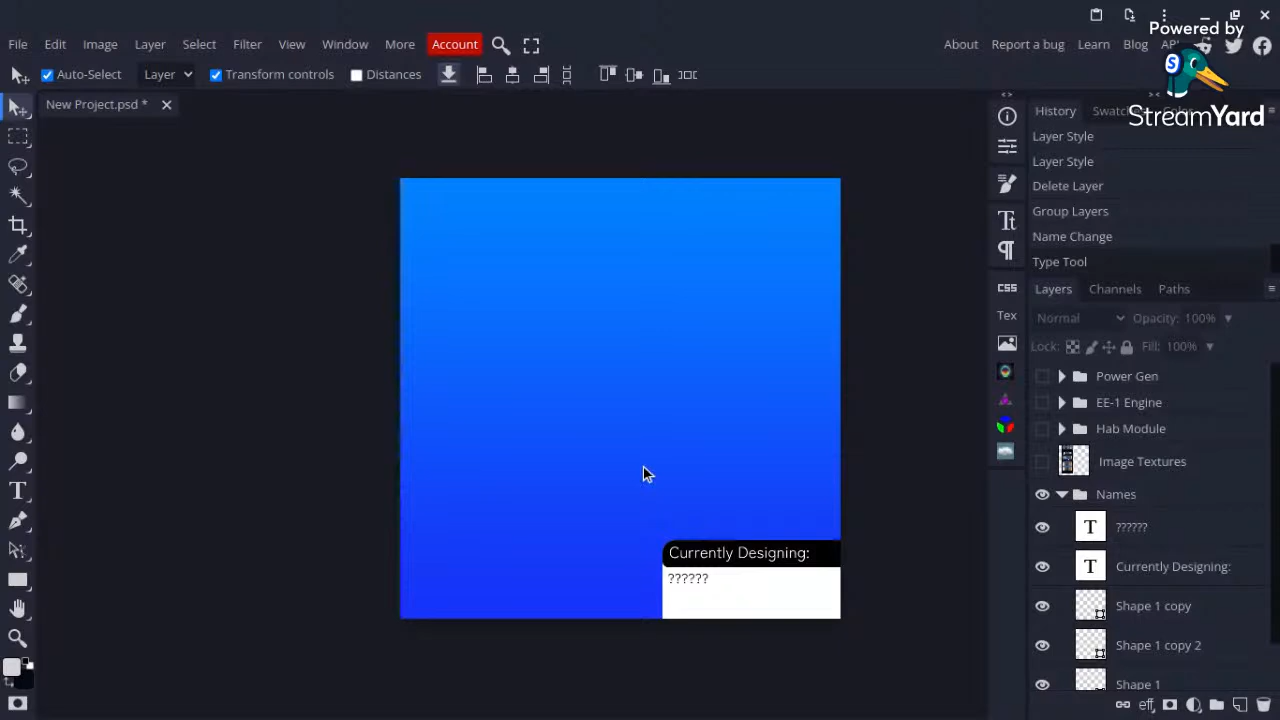 Powered by
StreamYard
File Edit Image Layer Select Filter View Window More Account
About Report a bug Learn Blog
Auto-Select Layer Transform controls Distances
New Project.psd *
History Swatches Color
Layer Style
Layer Style
Delete Layer
Group Layers
Name Change
Type Tool
CSS
Tex
Layers Channels Paths
Normal Opacity: 100%
Lock: Fill: 100%
Power Gen
EE-1 Engine
Hab Module
Image Textures
Names
??????
Currently Designing:
Shape 1 copy
Shape 1 copy 2
Shape 1
eff
Currently Designing:
??????